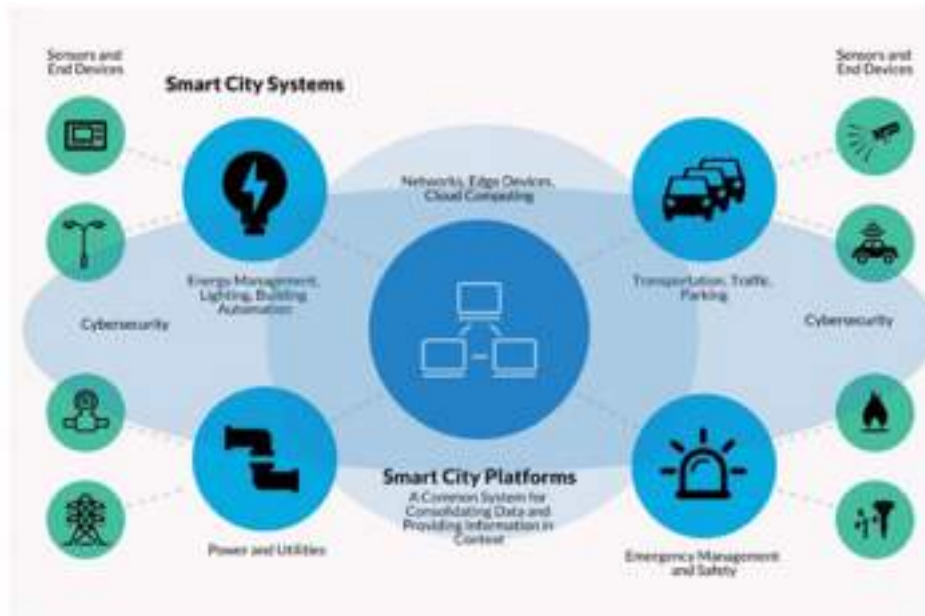 Sensors and
End Devices
Smart City Systems
Sensors and
End Devices
Networks, Edge Devices,
Cloud Computing
Energy Management,
Lighting, Building
Automation
Transportation, Traffic,
Parking
Cybersecurity
Cybersecurity
Smart City Platforms
A Common System for
Consolidating Data and
Providing Information in
Context
Power and Utilities
Emergency Management
and Safety